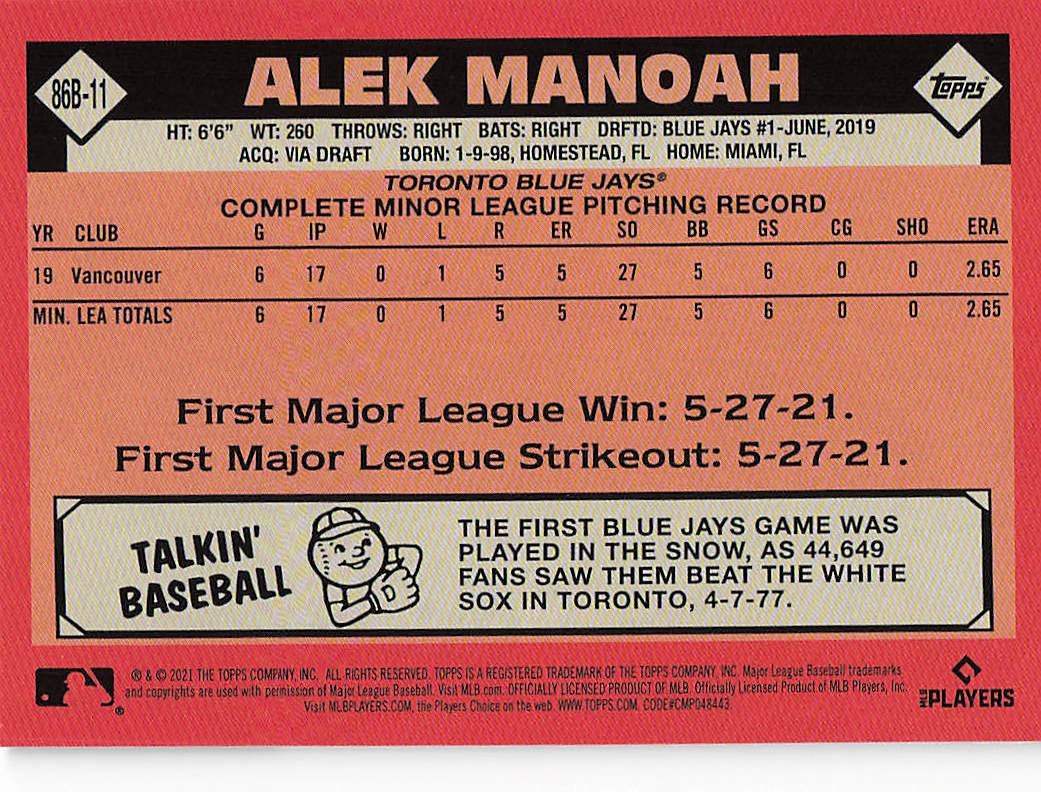 86B-11
ALEK MANOAH
topps
HT: 6'6" WT: 260 THROWS: RIGHT BATS: RIGHT DRFTD: BLUE JAYS #1-JUNE, 2019
ACQ: VIA DRAFT BORN: 1-9-98, HOMESTEAD, FL HOME: MIAMI, FL
TORONTO BLUE JAYS®
COMPLETE MINOR LEAGUE PITCHING RECORD
YR CLUB G IP W L R ER SO BB GS CG SHO ERA
19 Vancouver 6 17 0 1 5 5 27 5 6 0 0 2.65
MIN. LEA TOTALS 6 17 0 1 5 5 27 5 6 0 0 2.65
First Major League Win: 5-27-21.
First Major League Strikeout: 5-27-21.
TALKIN'
BASEBALL
THE FIRST BLUE JAYS GAME WAS
PLAYED IN THE SNOW, AS 44,649
FANS SAW THEM BEAT THE WHITE
SOX IN TORONTO, 4-7-77.
® & © 2021 THE TOPPS COMPANY, INC. ALL RIGHTS RESERVED. TOPPS IS A REGISTERED TRADEMARK OF THE TOPPS COMPANY, INC. Major League Baseball trademarks
and copyrights are used with permission of Major League Baseball. Visit MLB.com. OFFICIALLY LICENSED PRODUCT OF MLB. Officially Licensed Product of MLB Players, Inc.
Visit MLBPLAYERS.COM, the Players Choice on the web. WWW.TOPPS.COM. CODE#CMP048443
MLB PLAYERS